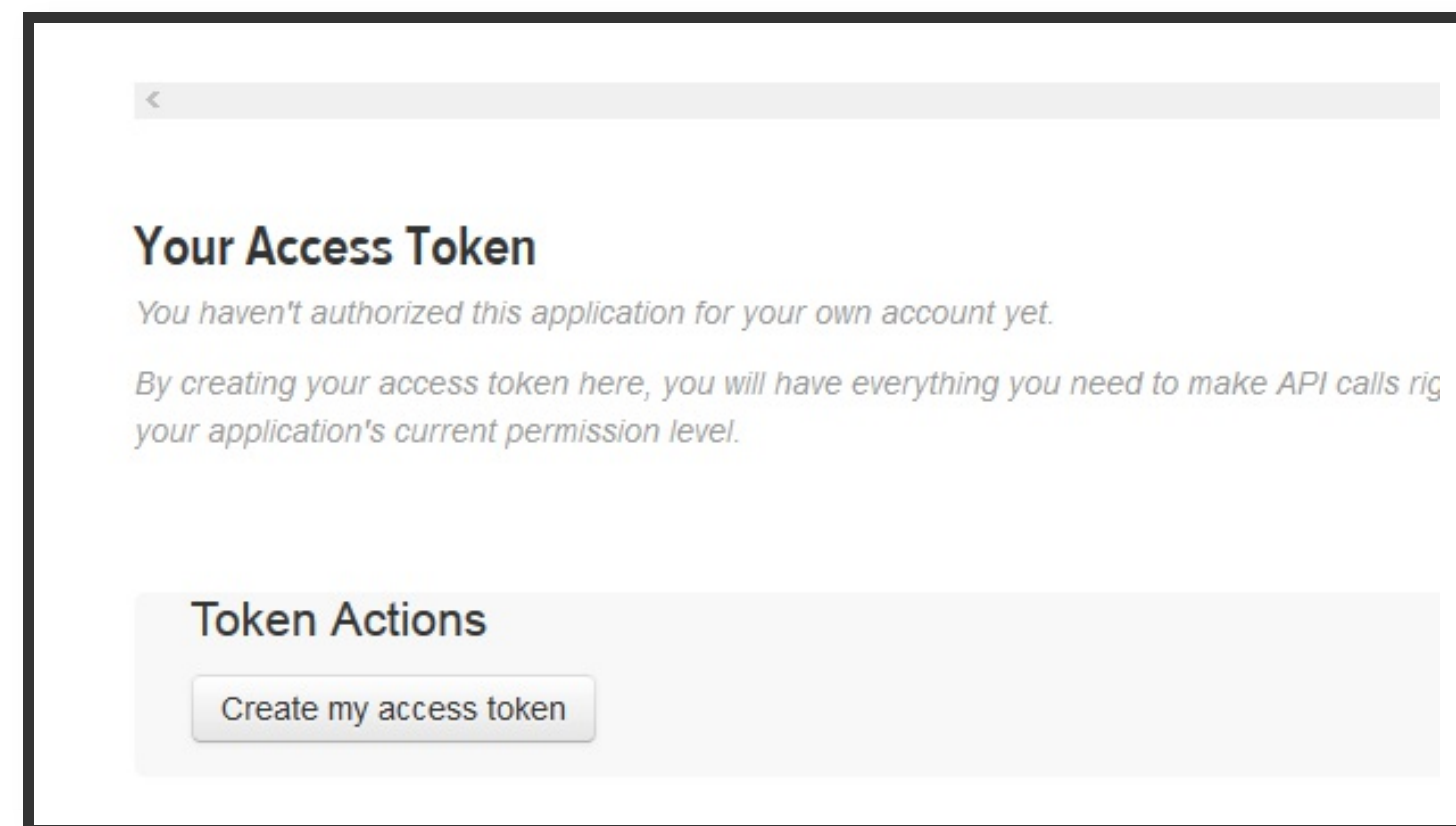 Your Access Token
You haven't authorized this application for your own account yet.
By creating your access token here, you will have everything you need to make API calls
your application's current permission level.
Token Actions
Create my access token